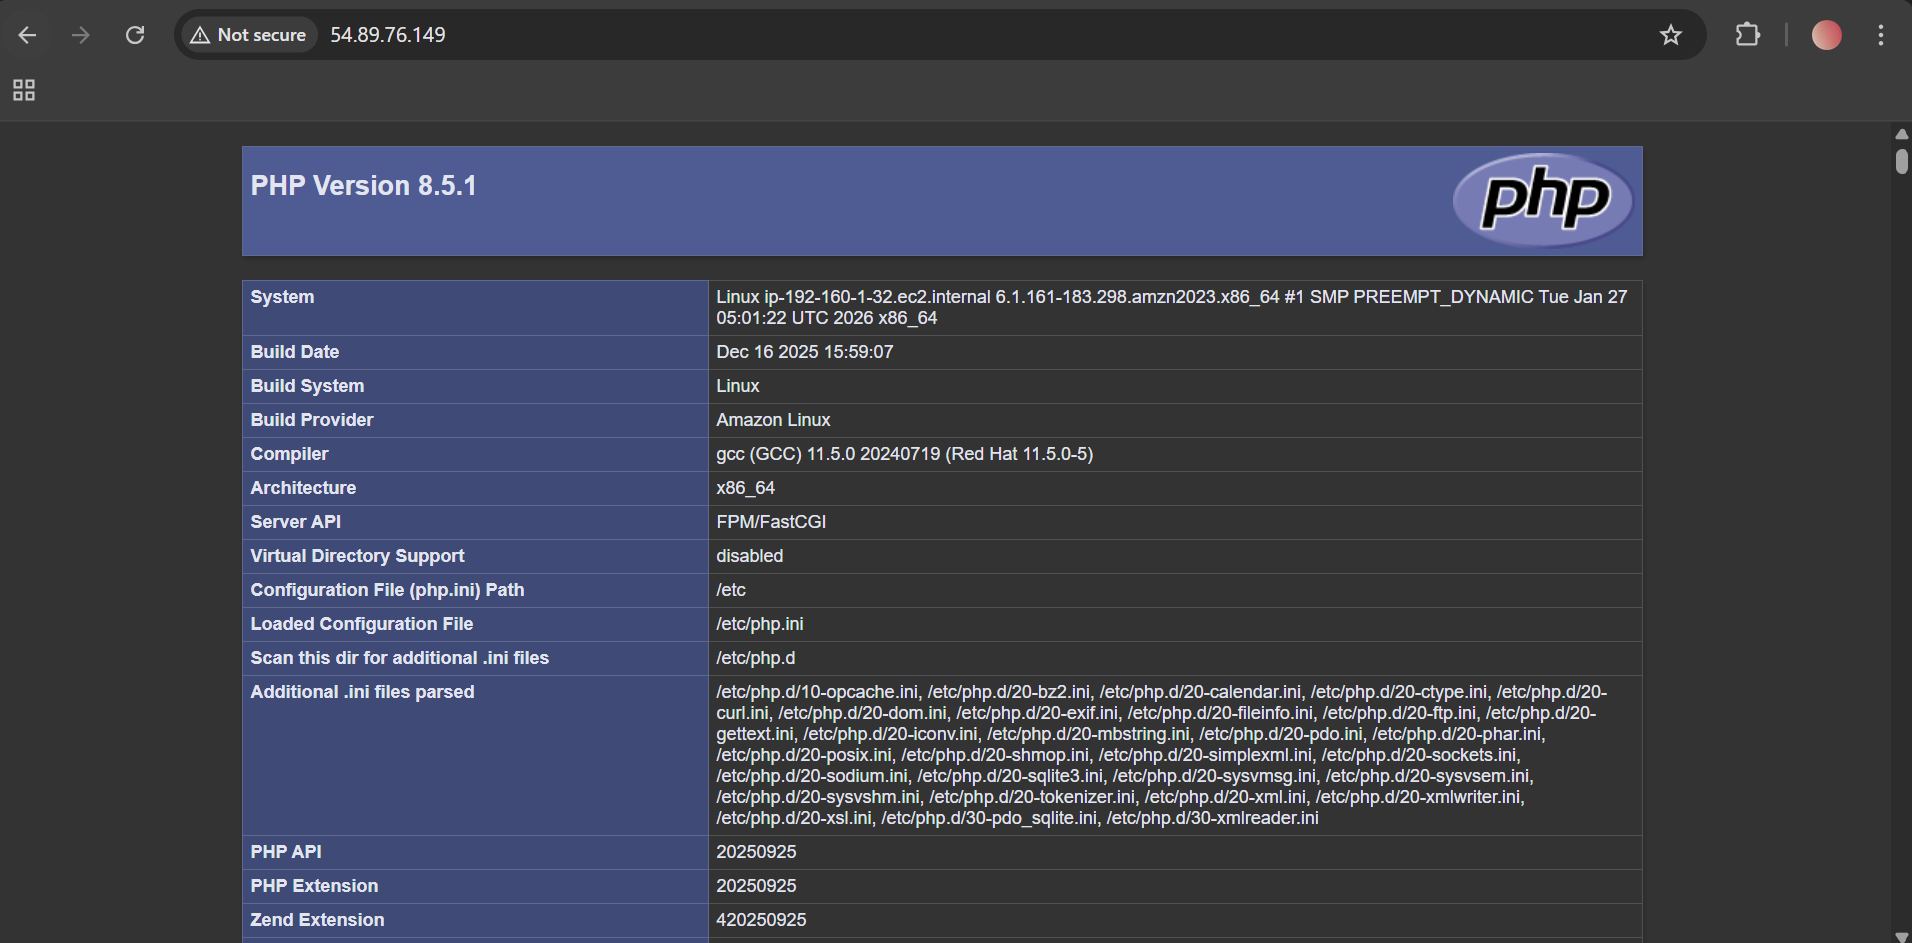 Not secure 54.89.76.149
PHP Version 8.5.1
php
System Linux ip-192-160-1-32.ec2.internal 6.1.161-183.298.amzn2023.x86_64 #1 SMP PREEMPT_DYNAMIC Tue Jan 27
05:01:22 UTC 2026 x86_64
Build Date Dec 16 2025 15:59:07
Build System Linux
Build Provider Amazon Linux
Compiler gcc (GCC) 11.5.0 20240719 (Red Hat 11.5.0-5)
Architecture x86_64
Server API FPM/FastCGI
Virtual Directory Support disabled
Configuration File (php.ini) Path /etc
Loaded Configuration File /etc/php.ini
Scan this dir for additional .ini files /etc/php.d
Additional .ini files parsed /etc/php.d/10-opcache.ini, /etc/php.d/20-bz2.ini, /etc/php.d/20-calendar.ini, /etc/php.d/20-ctype.ini, /etc/php.d/20-
curl.ini, /etc/php.d/20-dom.ini, /etc/php.d/20-exif.ini, /etc/php.d/20-fileinfo.ini, /etc/php.d/20-ftp.ini, /etc/php.d/20-
gettext.ini, /etc/php.d/20-iconv.ini, /etc/php.d/20-mbstring.ini, /etc/php.d/20-pdo.ini, /etc/php.d/20-phar.ini,
/etc/php.d/20-posix.ini, /etc/php.d/20-shmop.ini, /etc/php.d/20-simplexml.ini, /etc/php.d/20-sockets.ini,
/etc/php.d/20-sodium.ini, /etc/php.d/20-sqlite3.ini, /etc/php.d/20-sysvmsg.ini, /etc/php.d/20-sysvsem.ini,
/etc/php.d/20-sysvshm.ini, /etc/php.d/20-tokenizer.ini, /etc/php.d/20-xml.ini, /etc/php.d/20-xmlwriter.ini,
/etc/php.d/20-xsl.ini, /etc/php.d/30-pdo_sqlite.ini, /etc/php.d/30-xmlreader.ini
PHP API 20250925
PHP Extension 20250925
Zend Extension 420250925